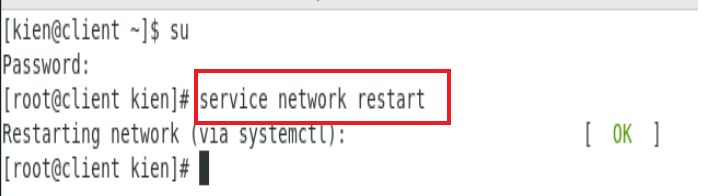 [kien@client ~]$ su
Password:
[root@client kien]# service network restart
Restarting network (via systemctl):                         [  OK  ]
[root@client kien]#